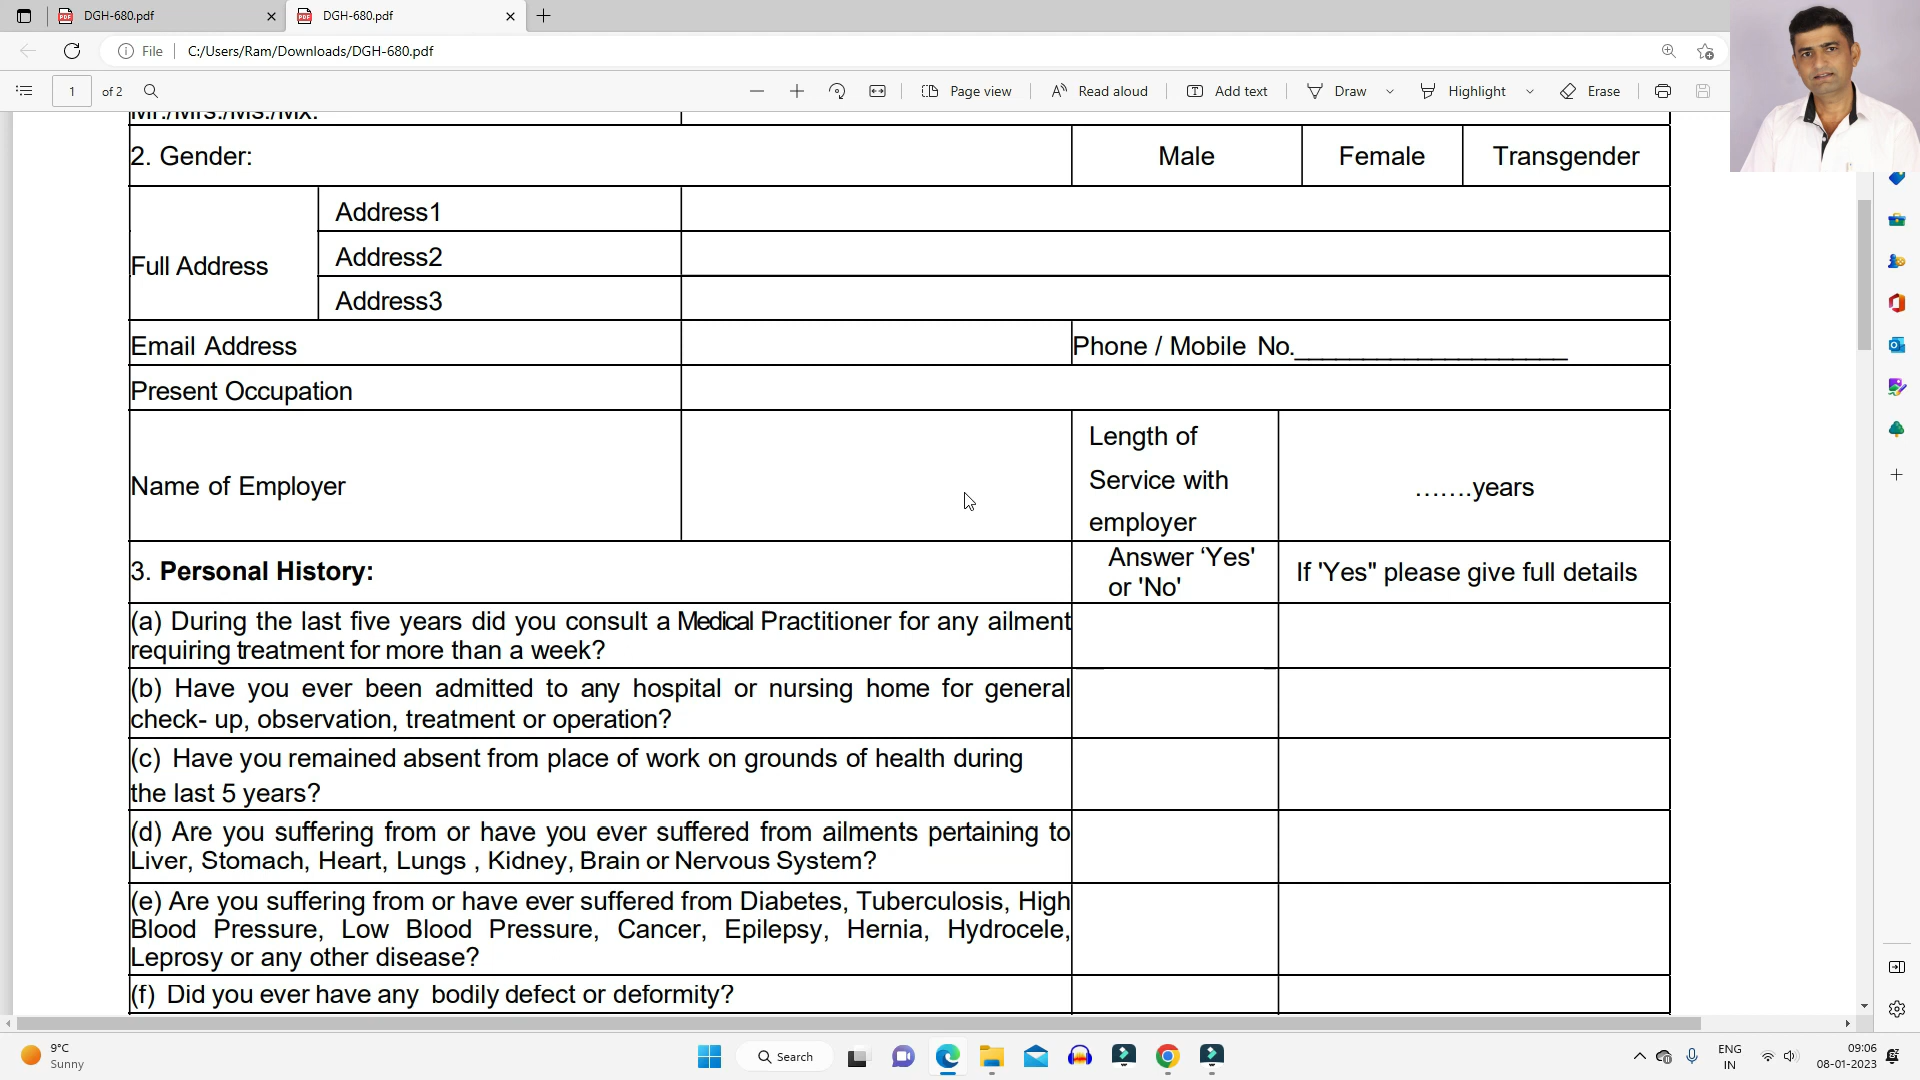 DGH-680.pdf
DGH-680.pdf
File
C:/Users/Ram/Downloads/DGH-680.pdf
1
of 2
Page view
Read aloud
Add text
Draw
Highlight
Erase
Mr./Mrs./Ms./Mx.
2. Gender:
Male
Female
Transgender
Full Address
Address1
Address2
Address3
Email Address
Phone / Mobile No.____________________
Present Occupation
Name of Employer
Length of
Service with
employer
…….years
3. Personal History:
Answer ‘Yes'
or 'No'
If 'Yes" please give full details
(a) During the last five years did you consult a Medical Practitioner for any ailment
requiring treatment for more than a week?
(b) Have you ever been admitted to any hospital or nursing home for general
check- up, observation, treatment or operation?
(c) Have you remained absent from place of work on grounds of health during
the last 5 years?
(d) Are you suffering from or have you ever suffered from ailments pertaining to
Liver, Stomach, Heart, Lungs , Kidney, Brain or Nervous System?
(e) Are you suffering from or have ever suffered from Diabetes, Tuberculosis, High
Blood Pressure, Low Blood Pressure, Cancer, Epilepsy, Hernia, Hydrocele,
Leprosy or any other disease?
(f) Did you ever have any bodily defect or deformity?
9°C
Sunny
Search
ENG
IN
09:06
08-01-2023